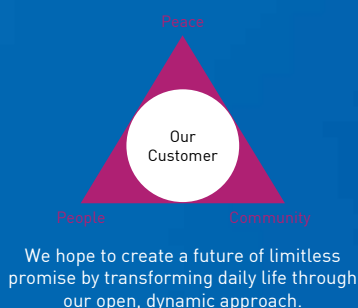 Peace
Our
Customer
People Community
We hope to create a future of limitless
promise by transforming daily life through
our open, dynamic approach.